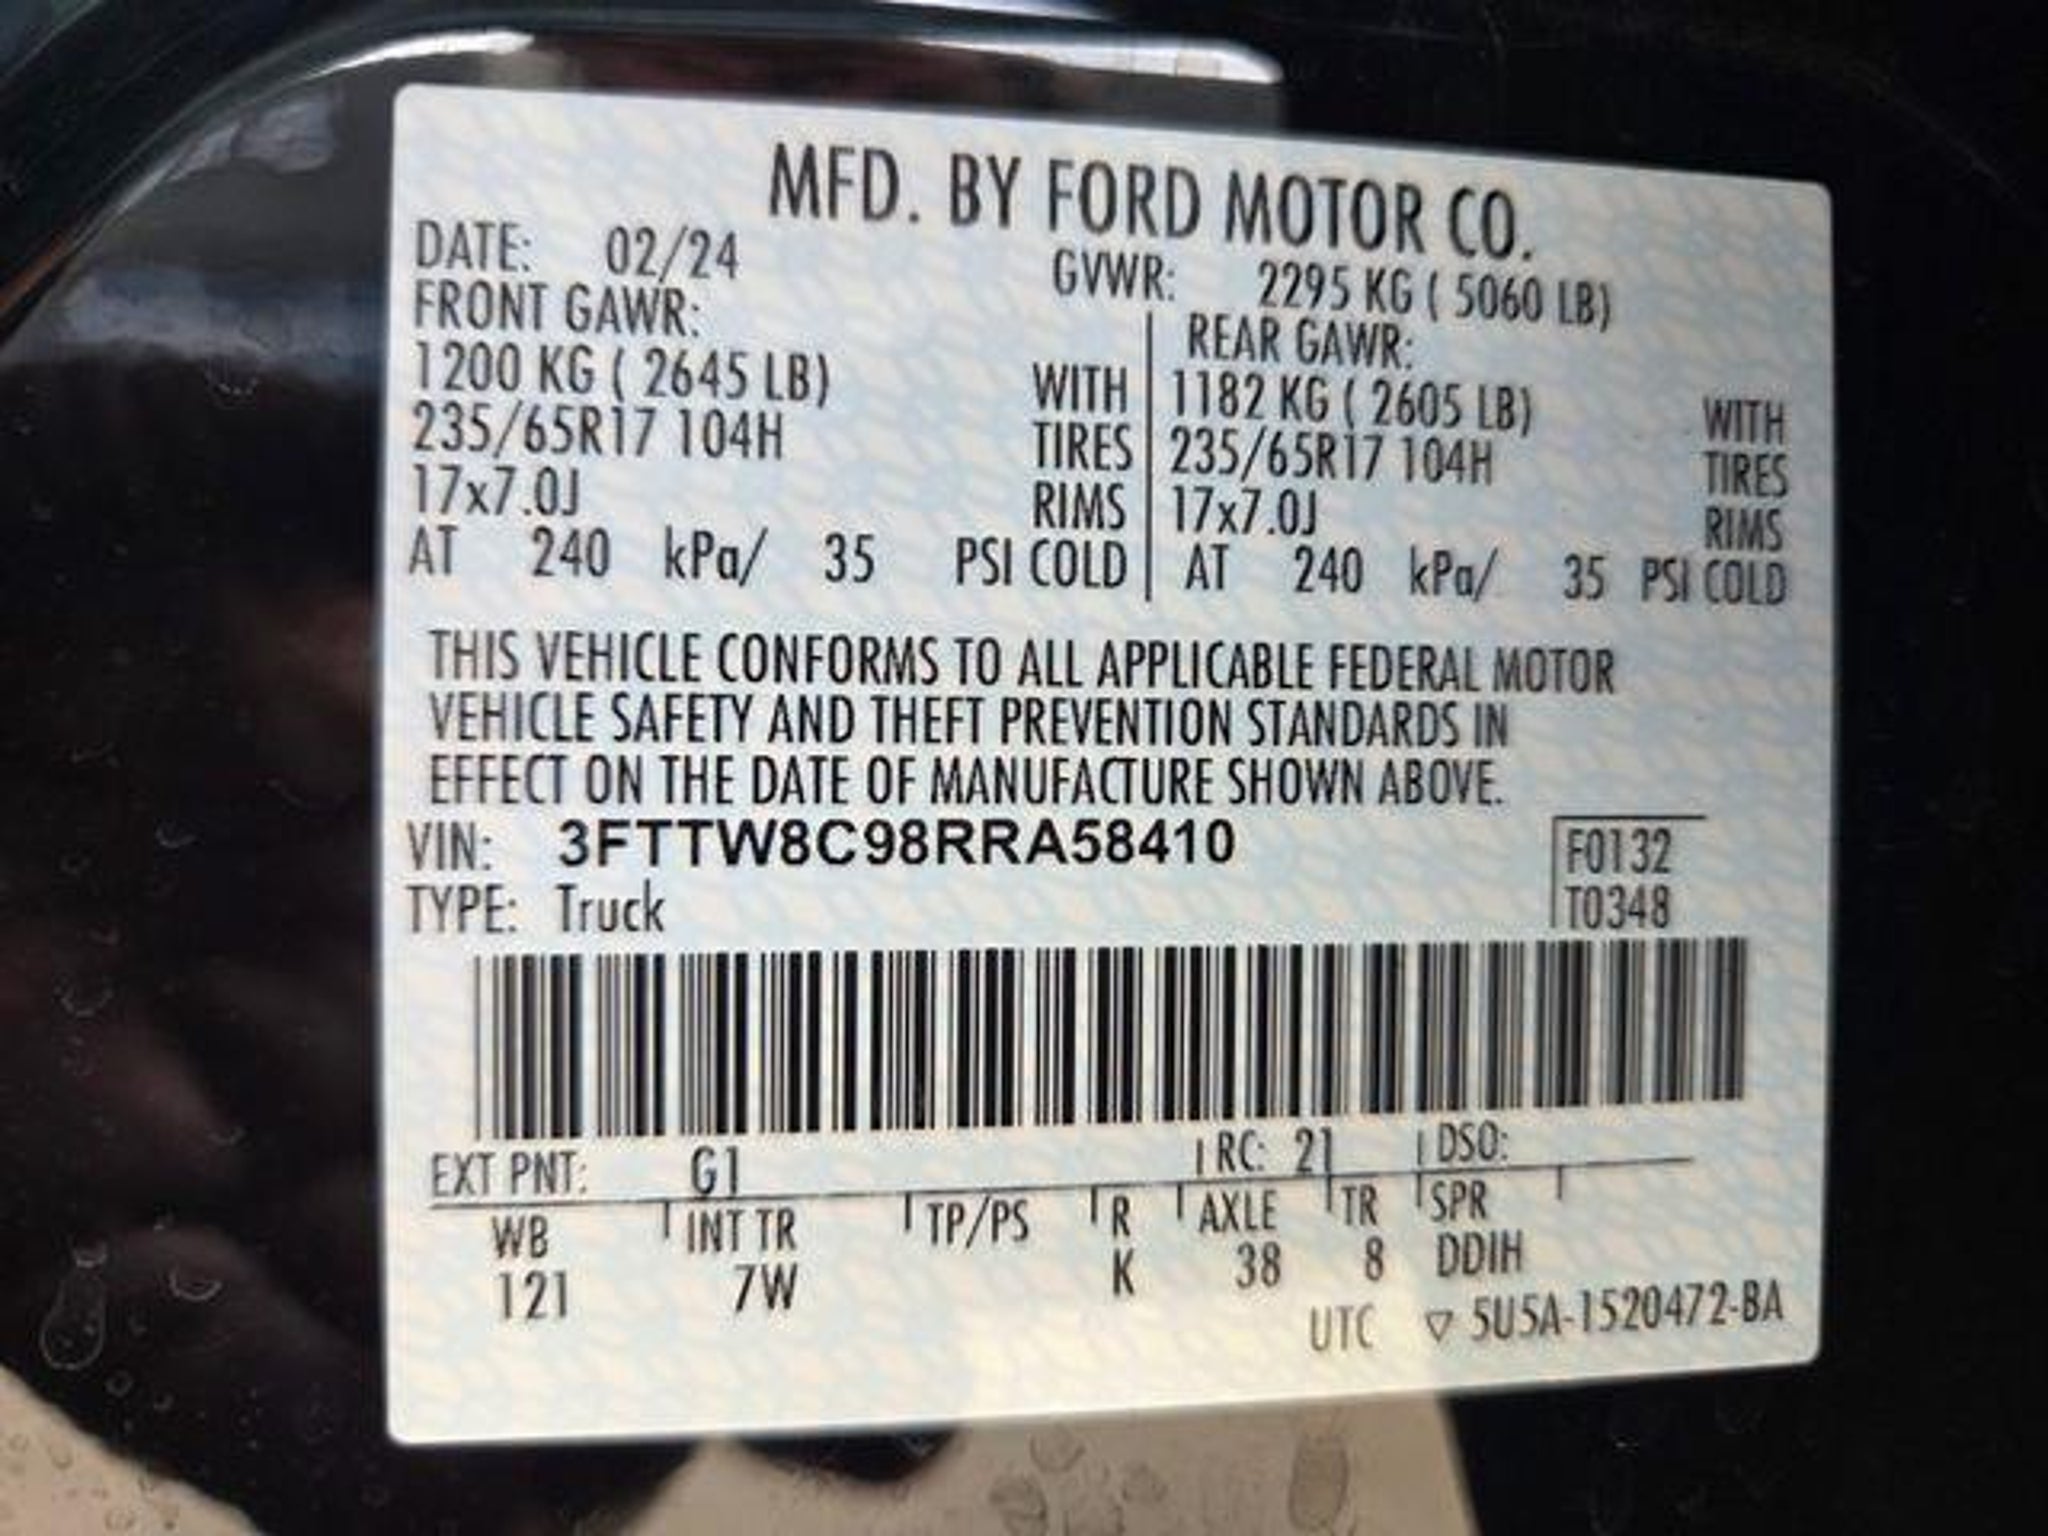 MFD. BY FORD MOTOR CO.
DATE: 02/24 GVWR: 2295 KG ( 5060 LB)
FRONT GAWR: REAR GAWR:
1200 KG ( 2645 LB) WITH 1182 KG ( 2605 LB) WITH
235/65R17 104H TIRES 235/65R17 104H TIRES
17x7.0J RIMS 17x7.0J RIMS
AT 240 kPa/ 35 PSI COLD AT 240 kPa/ 35 PSI COLD
THIS VEHICLE CONFORMS TO ALL APPLICABLE FEDERAL MOTOR
VEHICLE SAFETY AND THEFT PREVENTION STANDARDS IN
EFFECT ON THE DATE OF MANUFACTURE SHOWN ABOVE.
VIN: 3FTTW8C98RRA58410 F0132
TYPE: Truck T0348
EXT PNT: G1 RC: 21 DSO:
WB INT TR TP/PS R AXLE TR SPR
121 7W K 38 8 DDIH
UTC ▽ 5U5A-1520472-BA